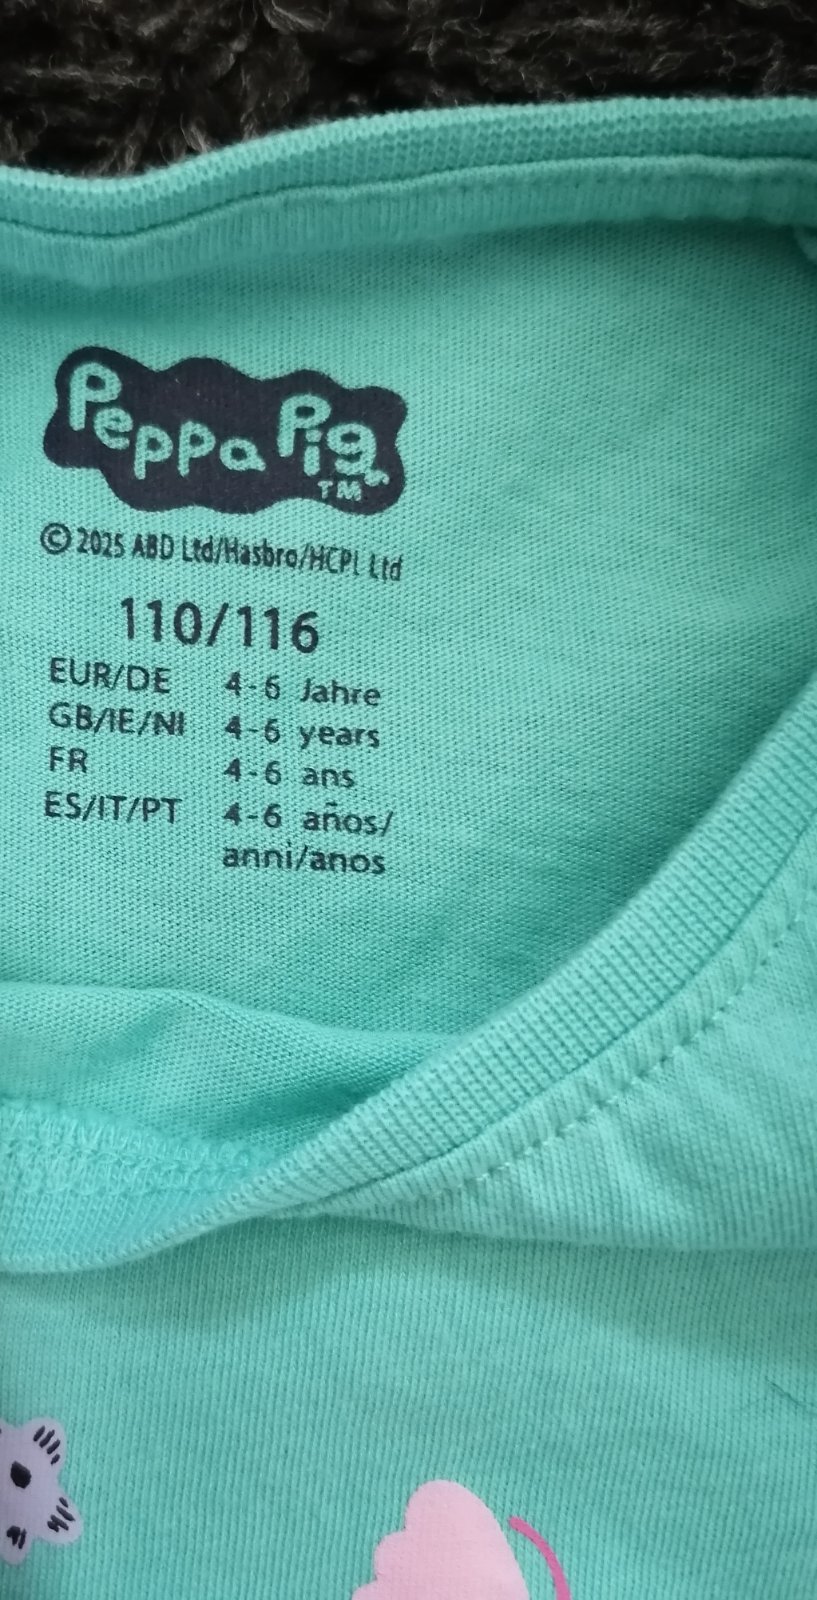 Peppa Pig
TM
© 2025 ABD Ltd/Hasbro/HCPL Ltd
110/116
EUR/DE 4-6 Jahre
GB/IE/NI 4-6 years
FR 4-6 ans
ES/IT/PT 4-6 años/
anni/anos